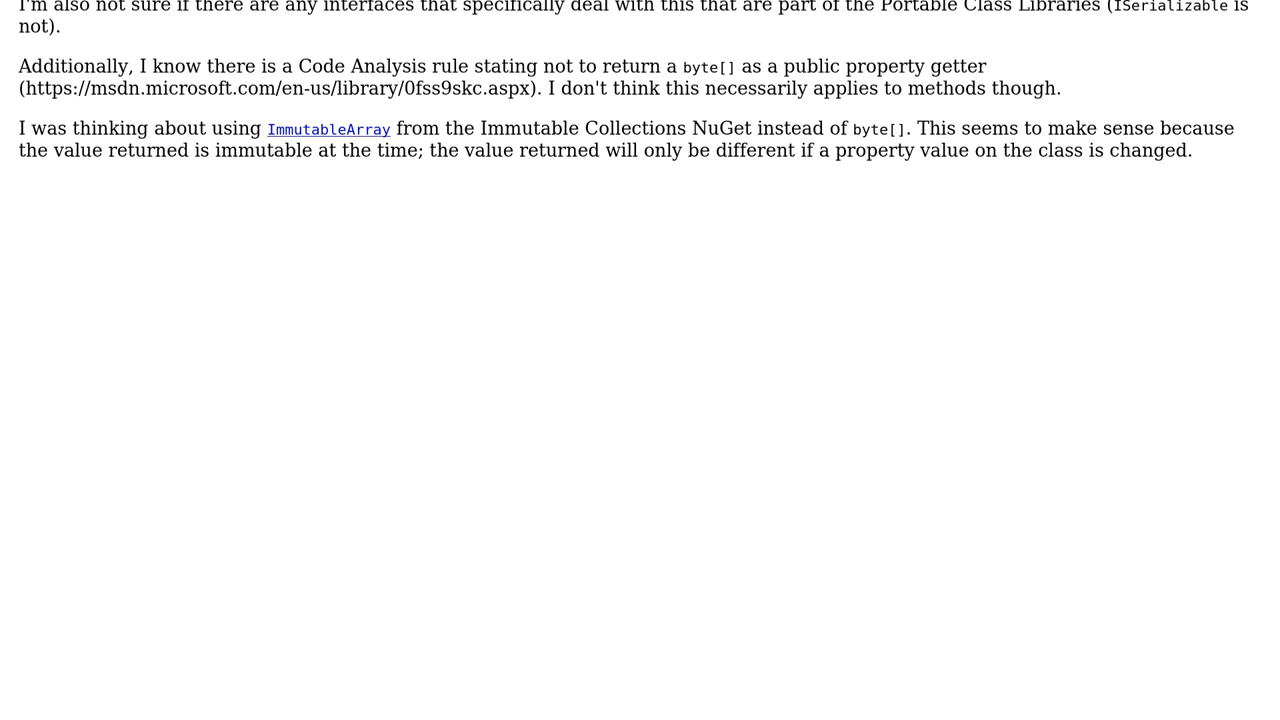 I'm also not sure if there are any interfaces that specifically deal with this that are part of the Portable Class Libraries (ISerializable is
not).
Additionally, I know there is a Code Analysis rule stating not to return a byte[] as a public property getter
(https://msdn.microsoft.com/en-us/library/0fss9skc.aspx). I don't think this necessarily applies to methods though.
I was thinking about using ImmutableArray from the Immutable Collections NuGet instead of byte[]. This seems to make sense because
the value returned is immutable at the time; the value returned will only be different if a property value on the class is changed.